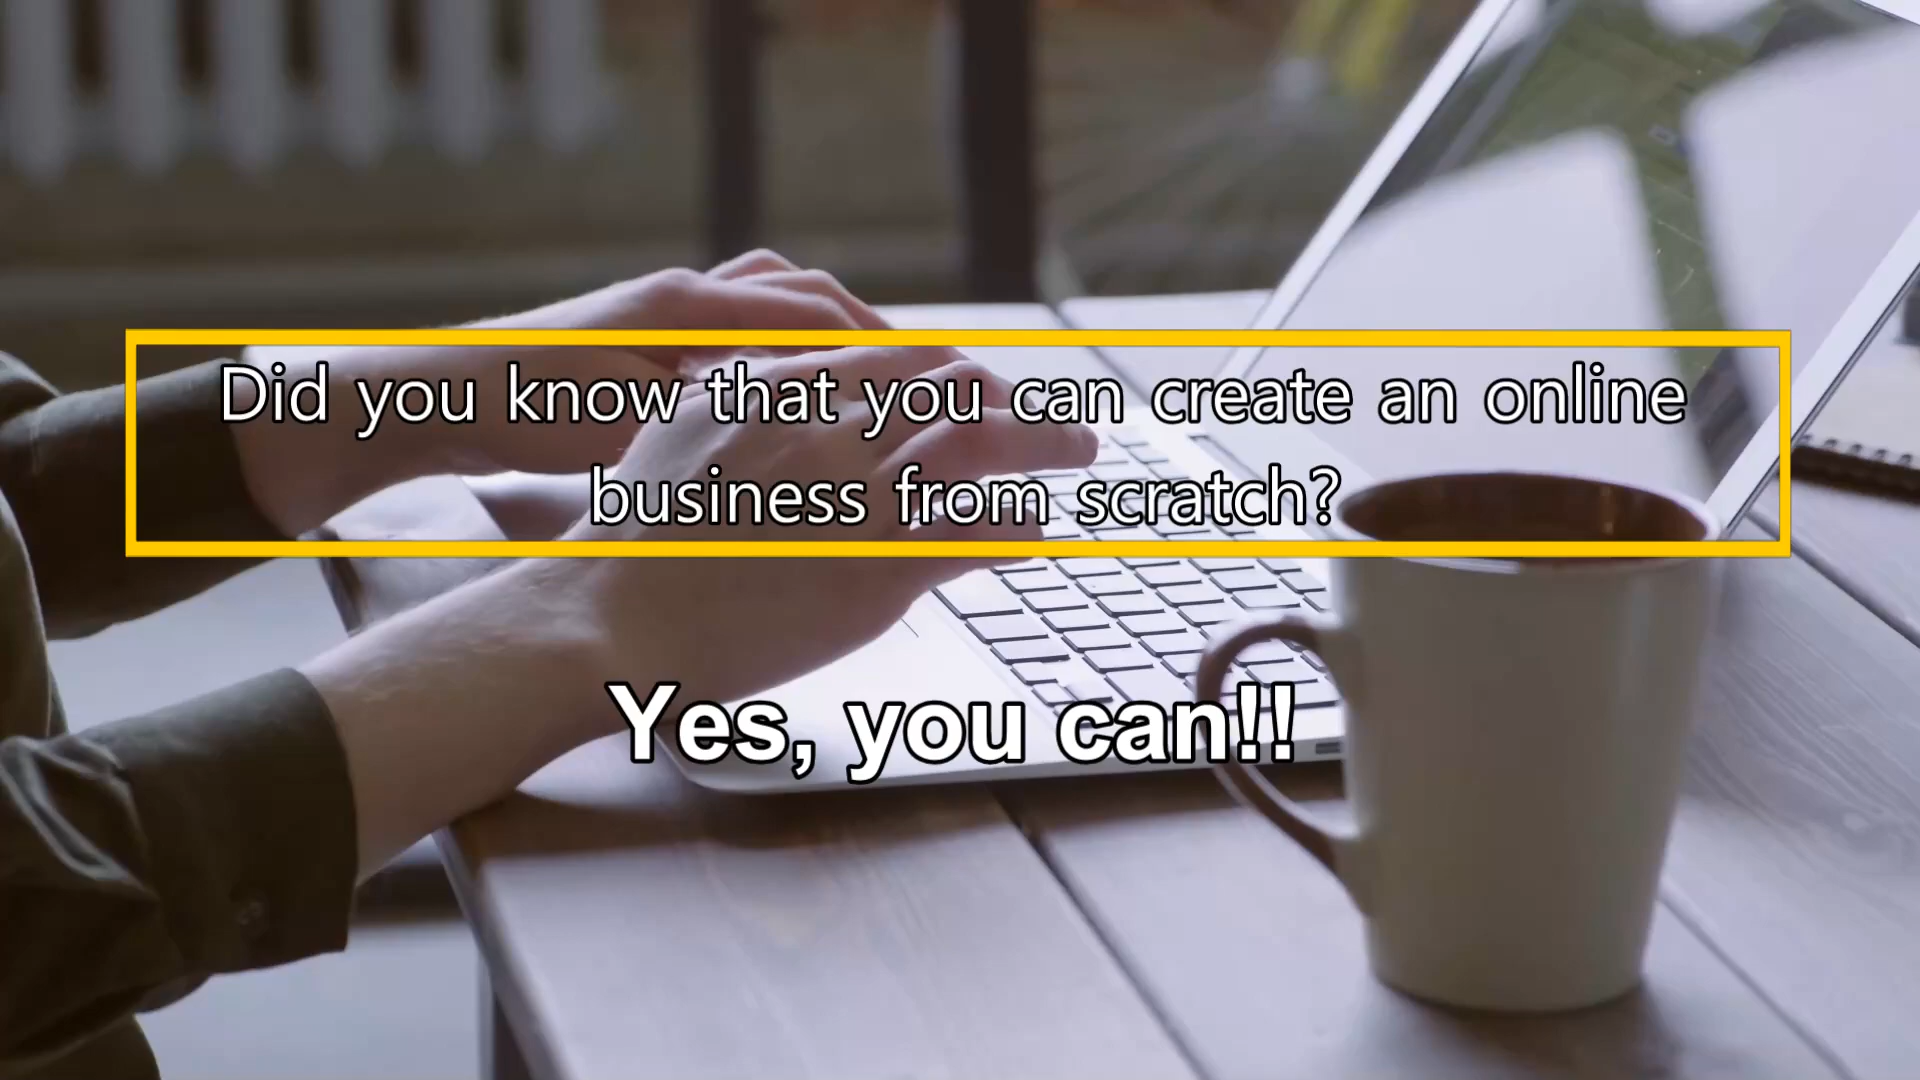 Did you know that you can create an online
business from scratch?
Yes, you can!!